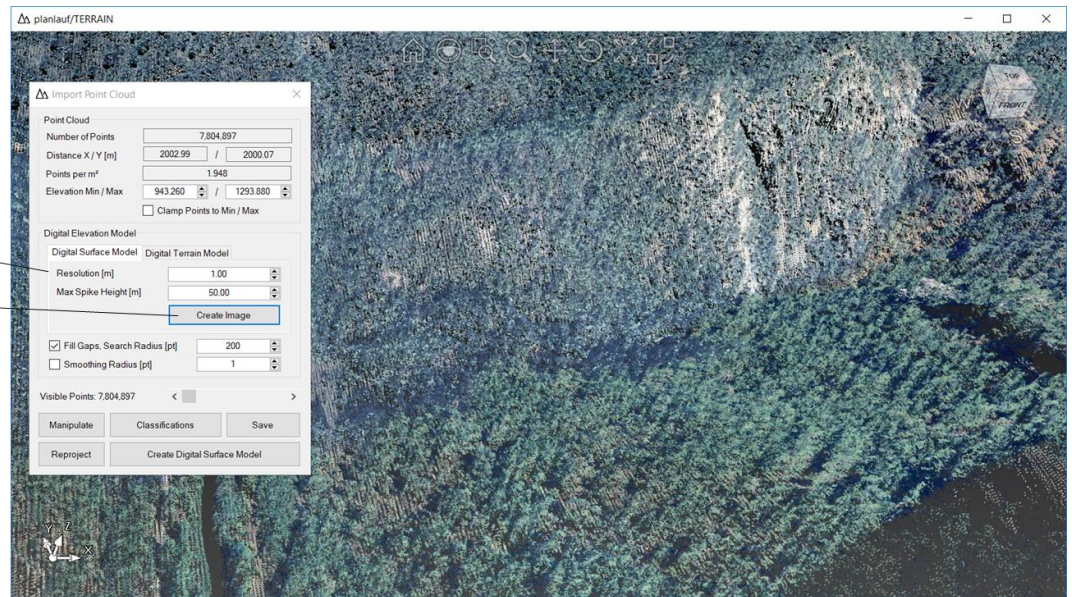 planlauf/TERRAIN
Import Point Cloud
Point Cloud
Number of Points 7,804,897
Distance X / Y [m] 2002.99 / 2000.07
Points per m² 1.948
Elevation Min / Max 943.260 / 1293.880
Clamp Points to Min / Max
Digital Elevation Model
Digital Surface Model Digital Terrain Model
Resolution [m] 1.00
Max Spike Height [m] 50.00
Create Image
Fill Gaps, Search Radius [pt] 200
Smoothing Radius [pt] 1
Visible Points: 7,804,897
Manipulate Classifications Save
Reproject Create Digital Surface Model
TOP
FRONT
S
Y Z
X